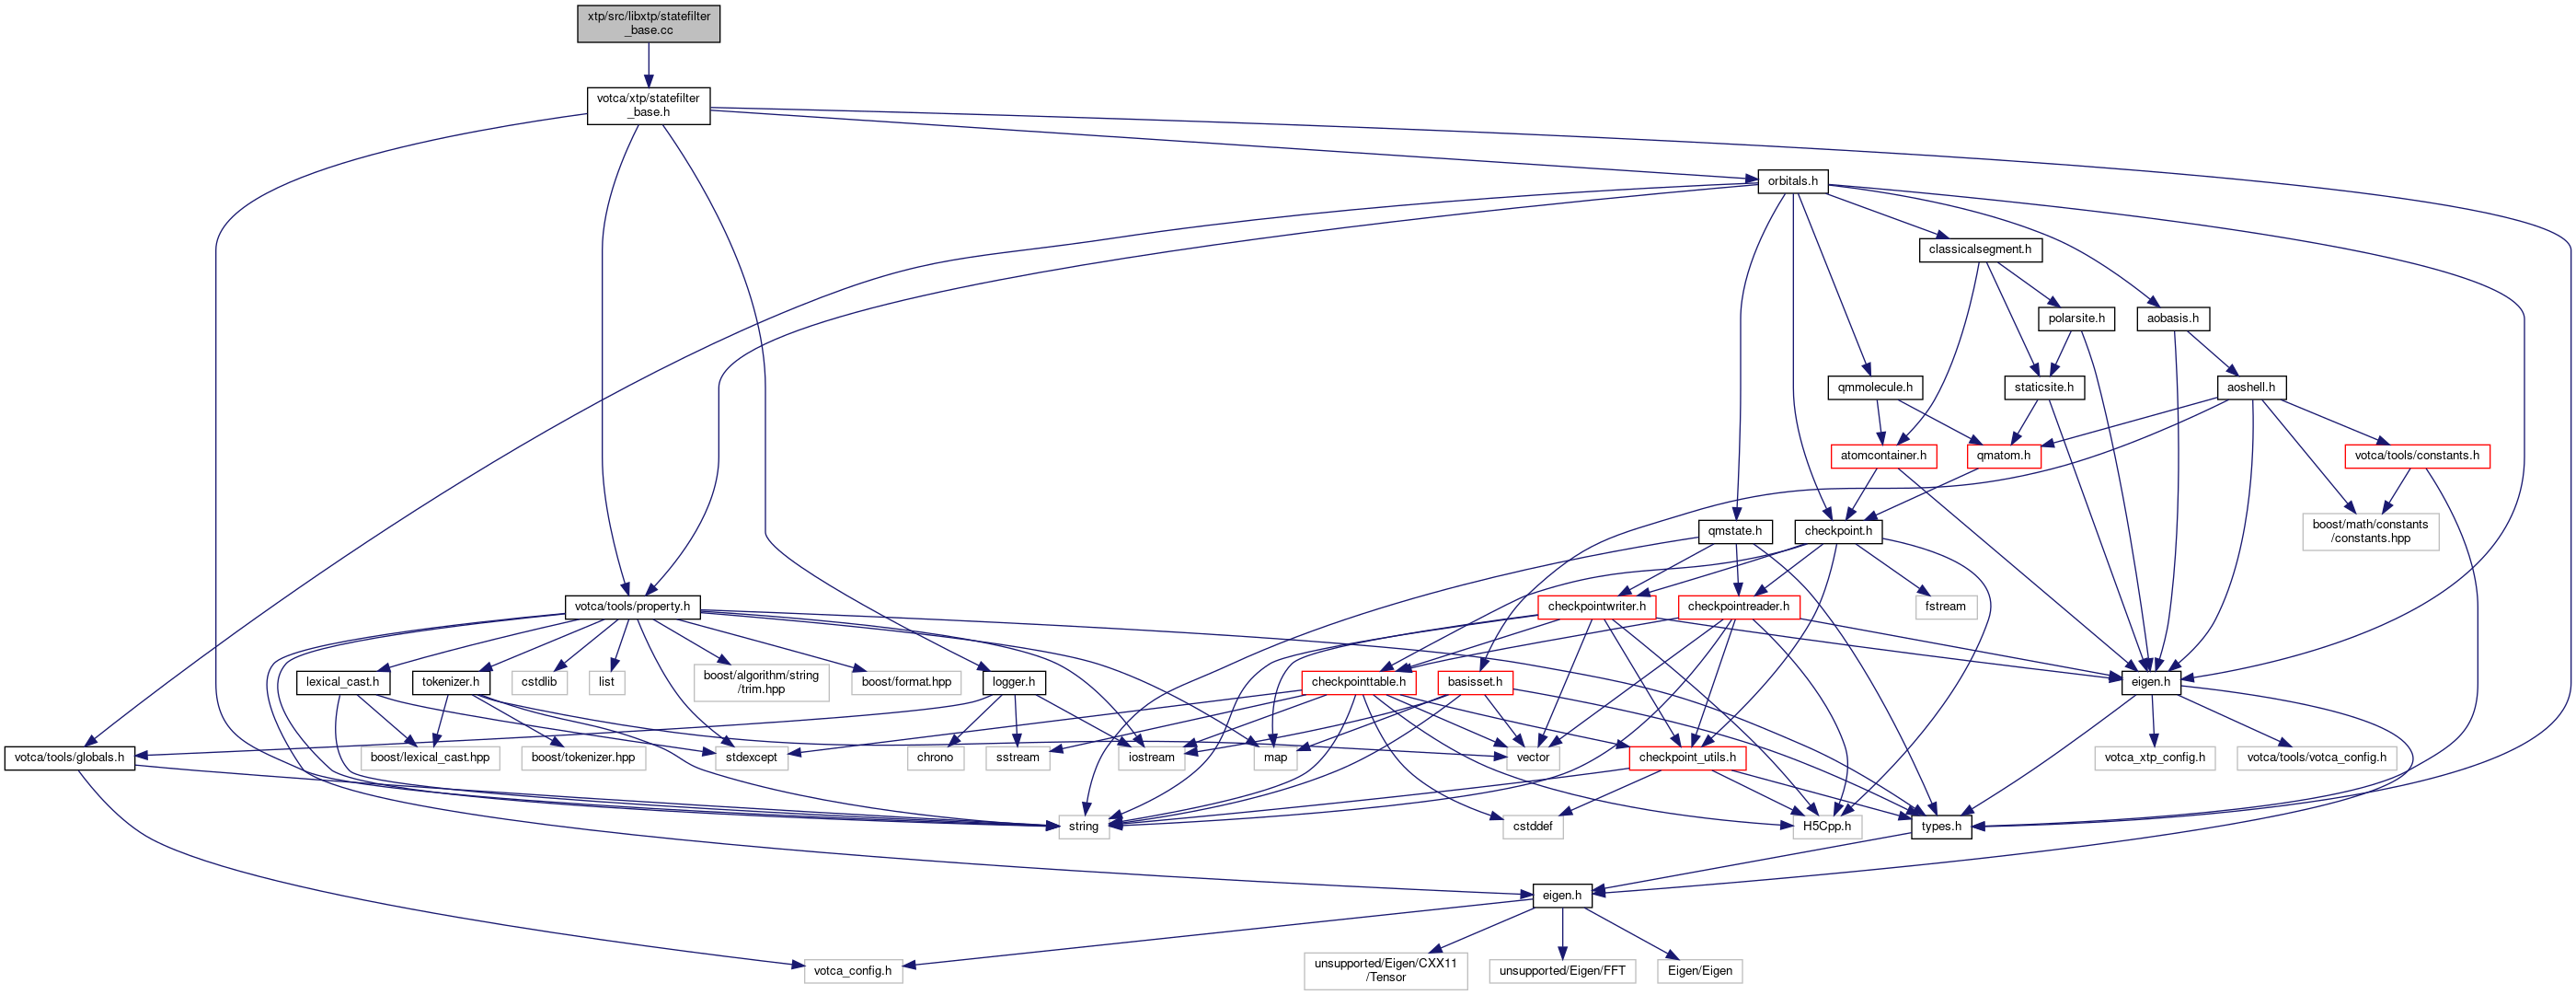 xtp/src/libxtp/statefilter
_base.cc
votca/xtp/statefilter
_base.h
orbitals.h
classicalsegment.h
polarsite.h
aobasis.h
qmmolecule.h
staticsite.h
aoshell.h
atomcontainer.h
qmatom.h
votca/tools/constants.h
qmstate.h
checkpoint.h
boost/math/constants
/constants.hpp
votca/tools/property.h
checkpointwriter.h
checkpointreader.h
fstream
lexical_cast.h
tokenizer.h
cstdlib
list
boost/algorithm/string
/trim.hpp
boost/format.hpp
logger.h
checkpointtable.h
basisset.h
eigen.h
votca/tools/globals.h
boost/lexical_cast.hpp
boost/tokenizer.hpp
stdexcept
chrono
sstream
iostream
map
vector
checkpoint_utils.h
votca_xtp_config.h
votca/tools/votca_config.h
string
cstddef
H5Cpp.h
types.h
eigen.h
votca_config.h
unsupported/Eigen/CXX11
/Tensor
unsupported/Eigen/FFT
Eigen/Eigen